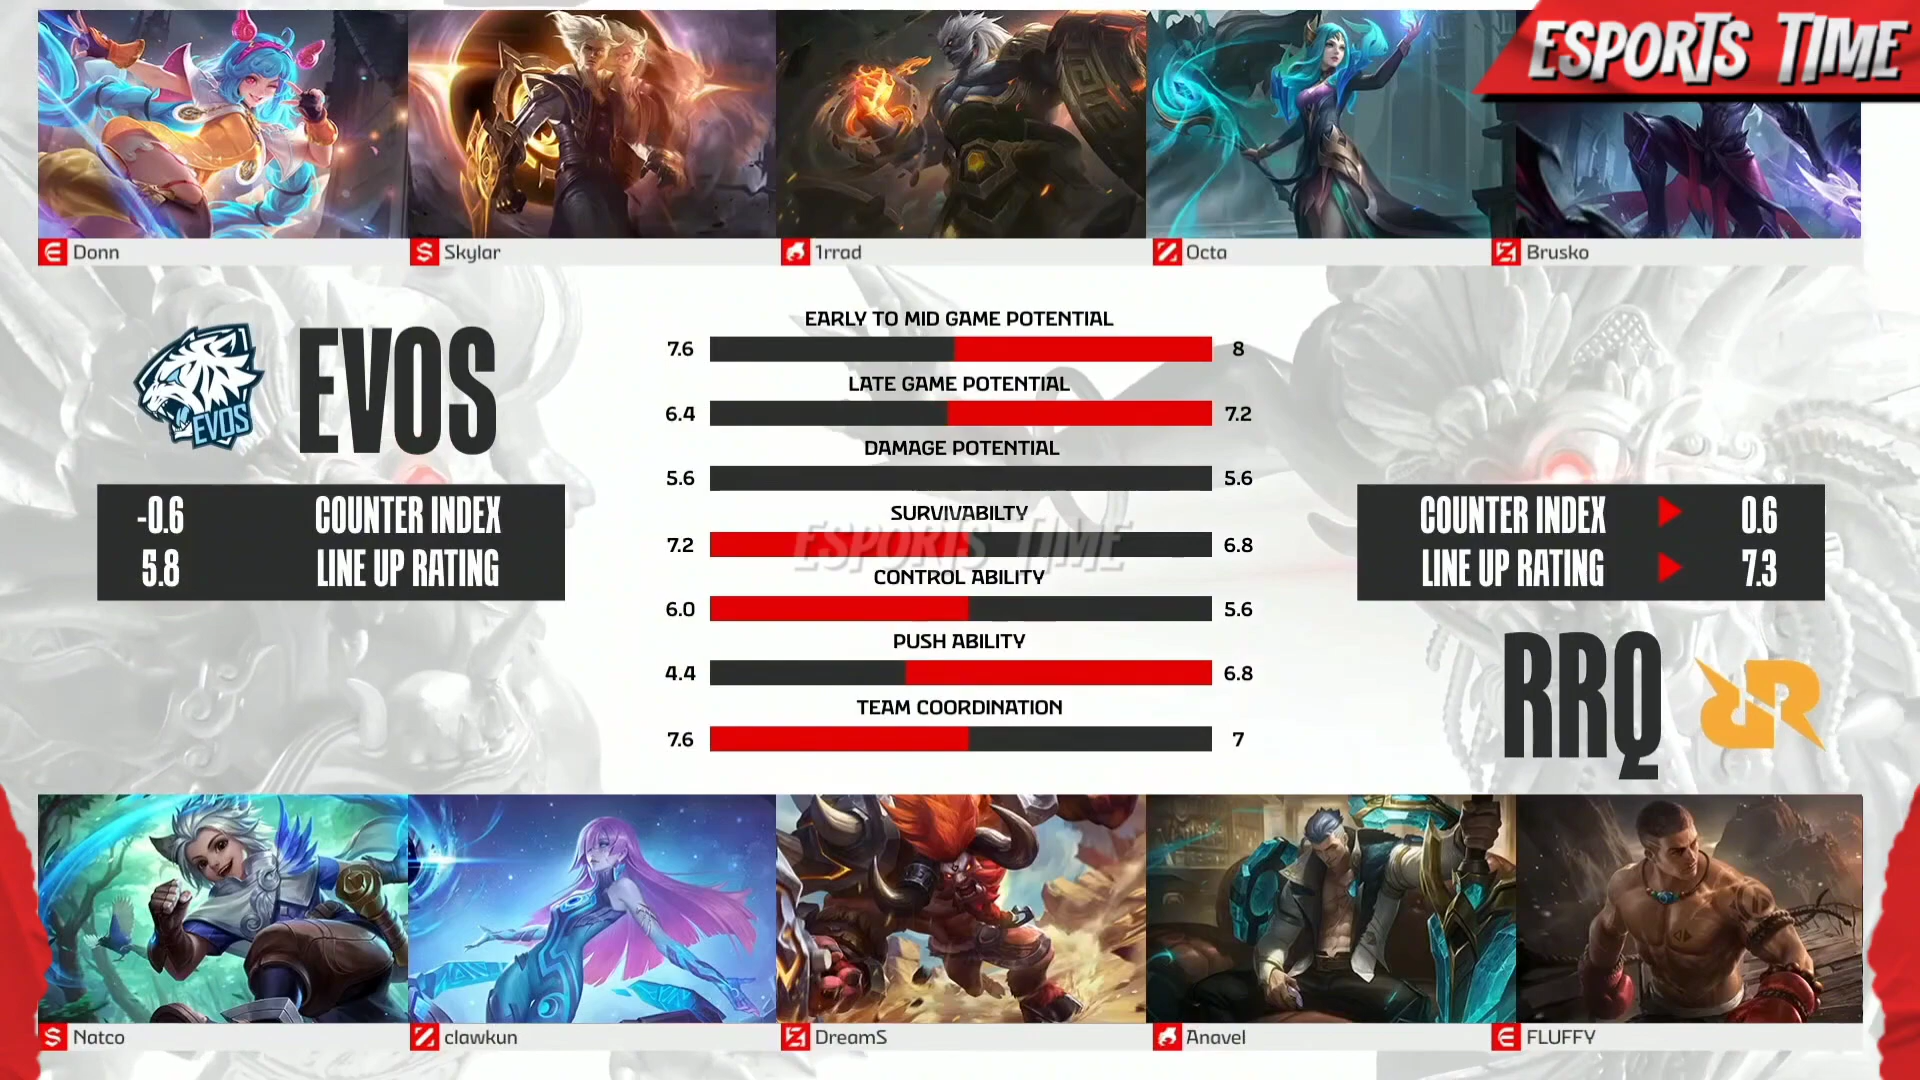 ESPORTS TIME
Donn
Skylar
1rrad
Octa
Brusko
EVOS
EVOS
-0.6 COUNTER INDEX
5.8 LINE UP RATING
EARLY TO MID GAME POTENTIAL
7.6 8
LATE GAME POTENTIAL
6.4 7.2
DAMAGE POTENTIAL
5.6 5.6
SURVIVABILTY
ESPORTS TIME
7.2 6.8
CONTROL ABILITY
6.0 5.6
PUSH ABILITY
4.4 6.8
TEAM COORDINATION
7.6 7
COUNTER INDEX 0.6
LINE UP RATING 7.3
RRQ
Natco
clawkun
DreamS
Anavel
FLUFFY